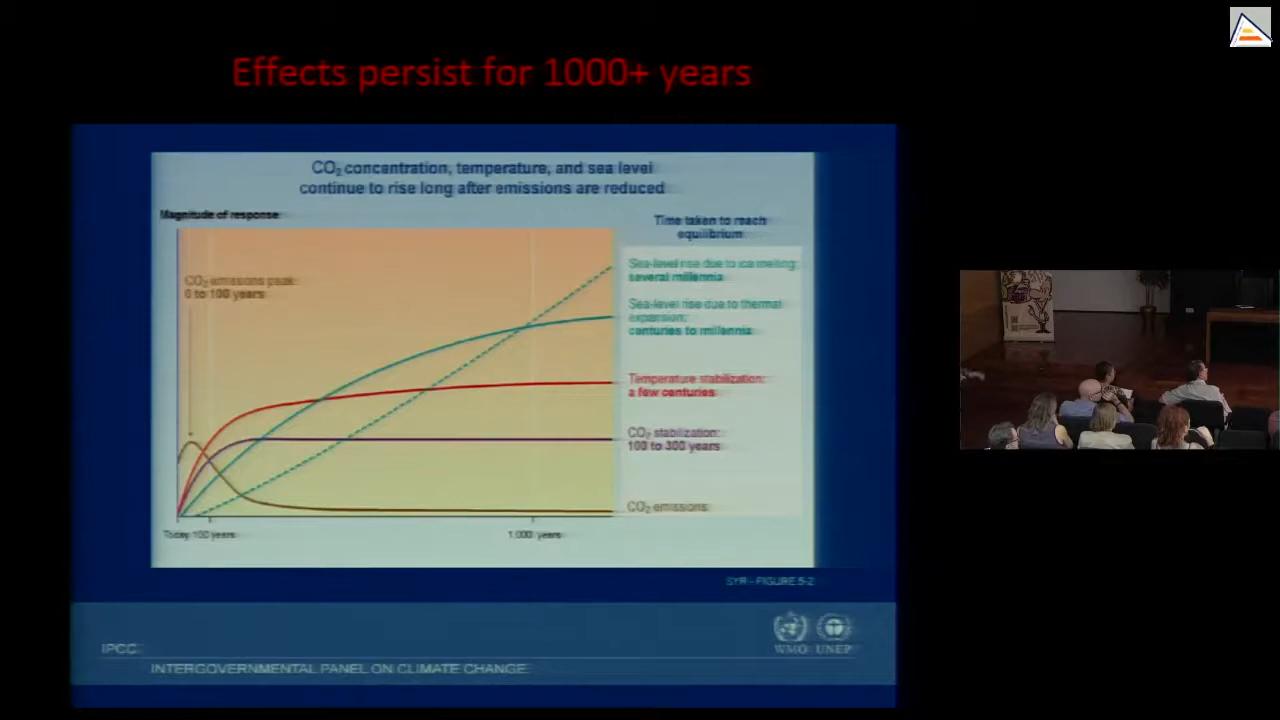 Effects persist for 1000+ years
CO₂ concentration, temperature, and sea level
continue to rise long after emissions are reduced
Magnitude of response
Time taken to reach
equilibrium
CO₂ emissions peak:
0 to 100 years
Sea-level rise due to ice melting:
several millennia
Sea-level rise due to thermal
expansion:
centuries to millennia
Temperature stabilization:
a few centuries
CO₂ stabilization:
100 to 300 years
CO₂ emissions
Today 100 years
1,000 years
SYR - FIGURE 5-2
WMO UNEP
IPCC
INTERGOVERNMENTAL PANEL ON CLIMATE CHANGE